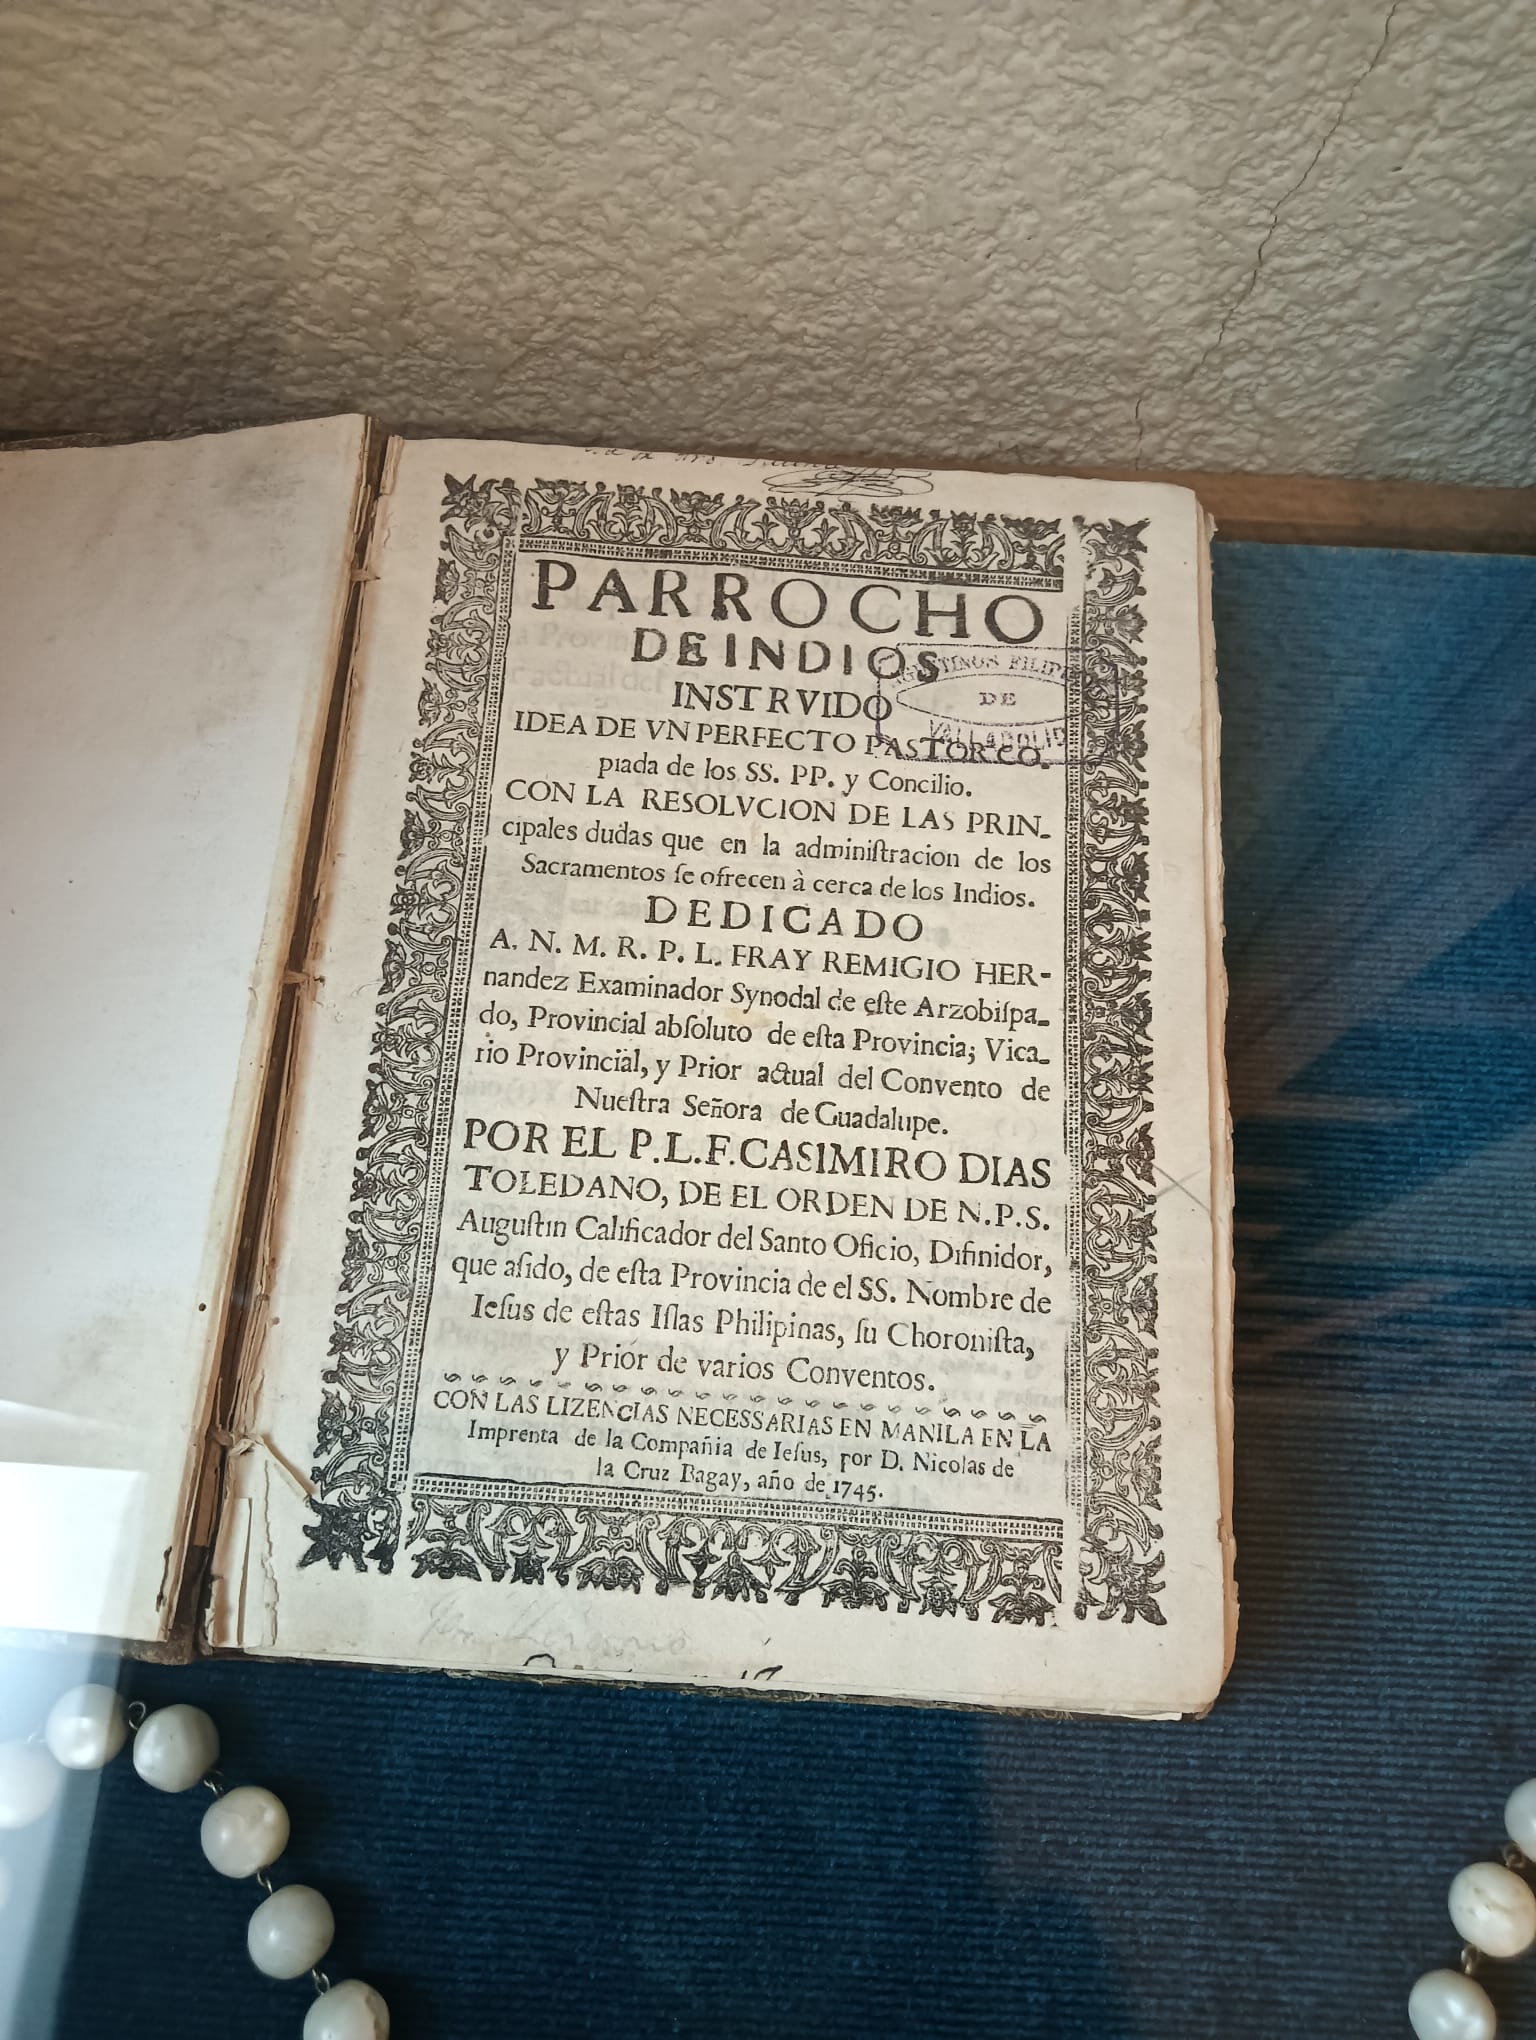 PARROCHO
DE INDIOS
INSTRVIDO
IDEA DE VN PERFECTO PASTOR CO-
piada de los SS. PP. y Concilio.
CON LA RESOLVCION DE LAS PRIN-
cipales dudas que en la adminiſtracion de los
Sacramentos ſe ofrecen à cerca de los Indios.
DEDICADO
A. N. M. R. P. L. FRAY REMIGIO HER-
nandez Examinador Synodal de eſte Arzobiſpa-
do, Provincial abſoluto de eſta Provincia; Vica-
rio Provincial, y Prior actual del Convento de
Nueſtra Señora de Guadalupe.
POR EL P.L.F. CASIMIRO DIAS
TOLEDANO, DE EL ORDEN DE N.P.S.
Auguſtin Calificador del Santo Oficio, Difinidor,
que aſido, de eſta Provincia de el SS. Nombre de
Ieſus de eſtas Iſlas Philipinas, ſu Choroniſta,
y Prior de varios Conventos.
CON LAS LIZENCIAS NECESSARIAS EN MANILA EN LA
Imprenta de la Compañia de Ieſus, por D. Nicolas de
la Cruz Bagay, año de 1745.
DE
VALLADOLID